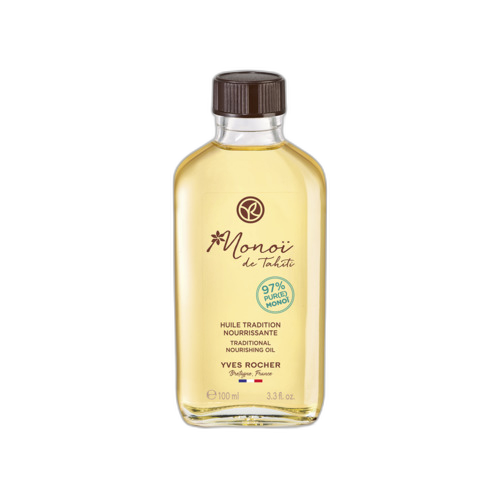 Monoï
de Tahiti
97%
PUR(E)
MONOÏ
HUILE TRADITION
NOURRISSANTE
TRADITIONAL
NOURISHING OIL
YVES ROCHER
Bretagne, France
℮100 ml 3.3 fl. oz.